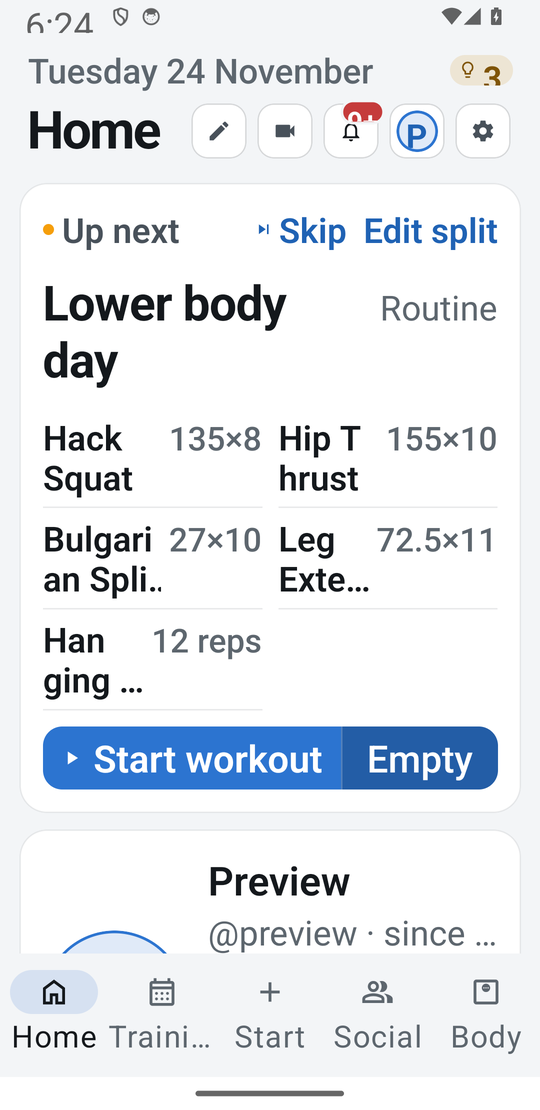 6:24
Tuesday 24 November
3
Home
9+
P
Up next
Skip
Edit split
Lower body
day
Routine
Hack
Squat
135×8
Hip T
hrust
155×10
Bulgari
an Spli..
27×10
Leg
Exte...
72.5×11
Han
ging ...
12 reps
Start workout
Empty
Preview
@preview · since ...
Home
Traini...
Start
Social
Body